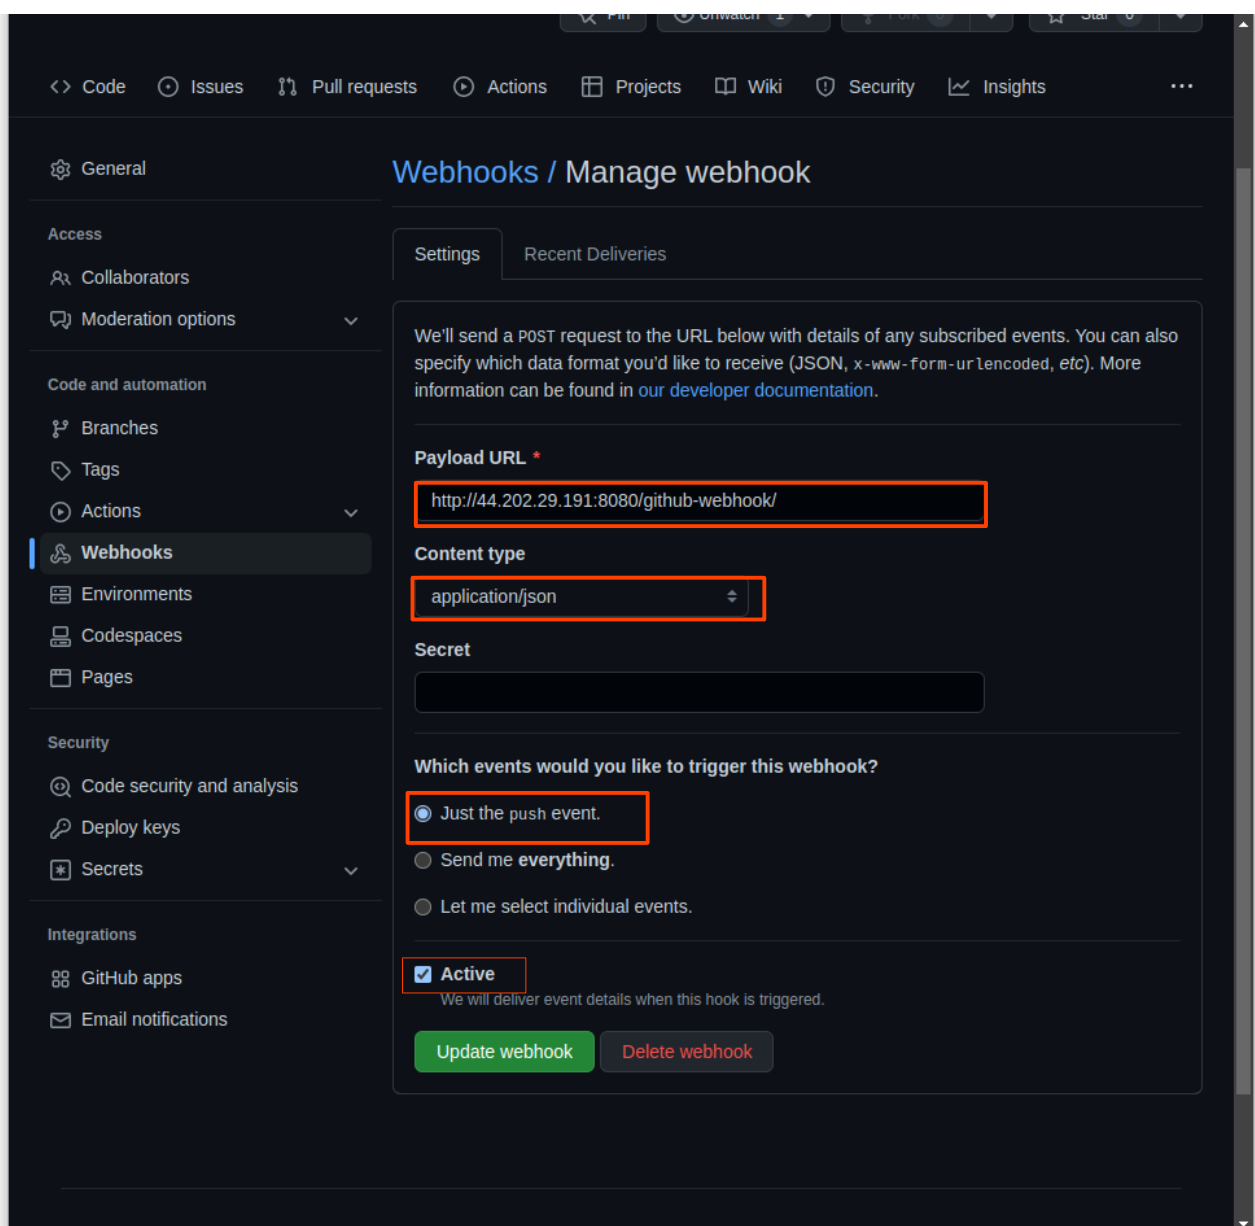 Pin Unwatch 1 Fork 0 Star 0
Code Issues Pull requests Actions Projects Wiki Security Insights
General
Access
Collaborators
Moderation options
Code and automation
Branches
Tags
Actions
Webhooks
Environments
Codespaces
Pages
Security
Code security and analysis
Deploy keys
Secrets
Integrations
GitHub apps
Email notifications
Webhooks / Manage webhook
Settings Recent Deliveries
We'll send a POST request to the URL below with details of any subscribed events. You can also
specify which data format you'd like to receive (JSON, x-www-form-urlencoded, etc). More
information can be found in our developer documentation.
Payload URL *
http://44.202.29.191:8080/github-webhook/
Content type
application/json
Secret
Which events would you like to trigger this webhook?
Just the push event.
Send me everything.
Let me select individual events.
Active
We will deliver event details when this hook is triggered.
Update webhook Delete webhook